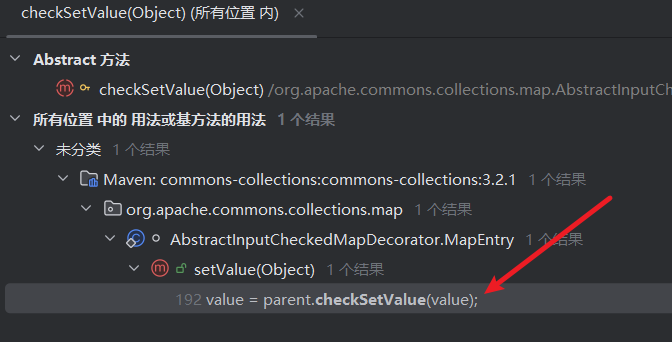 checkSetValue(Object) (所有位置 内)
Abstract 方法
checkSetValue(Object) /org.apache.commons.collections.map.AbstractInputChec
所有位置 中的 用法或基方法的用法 1 个结果
未分类 1 个结果
Maven: commons-collections:commons-collections:3.2.1 1 个结果
org.apache.commons.collections.map 1 个结果
AbstractInputCheckedMapDecorator.MapEntry 1 个结果
setValue(Object) 1 个结果
192 value = parent.checkSetValue(value);